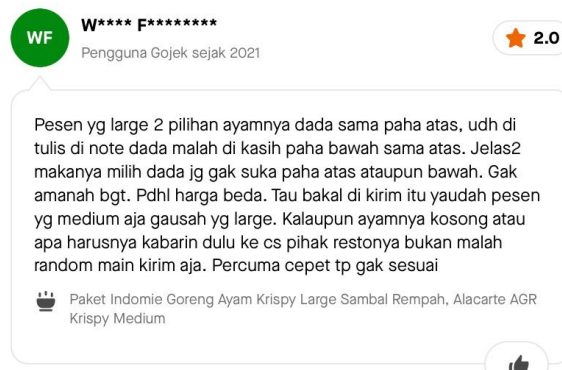 WF
W**** F********
Pengguna Gojek sejak 2021
2.0
Pesen yg large 2 pilihan ayamnya dada sama paha atas, udh di
tulis di note dada malah di kasih paha bawah sama atas. Jelas2
makanya milih dada jg gak suka paha atas ataupun bawah. Gak
amanah bgt. Pdhl harga beda. Tau bakal di kirim itu yaudah pesen
yg medium aja gausah yg large. Kalaupun ayamnya kosong atau
apa harusnya kabarin dulu ke cs pihak restonya bukan malah
random main kirim aja. Percuma cepet tp gak sesuai
Paket Indomie Goreng Ayam Krispy Large Sambal Rempah, Alacarte AGR
Krispy Medium